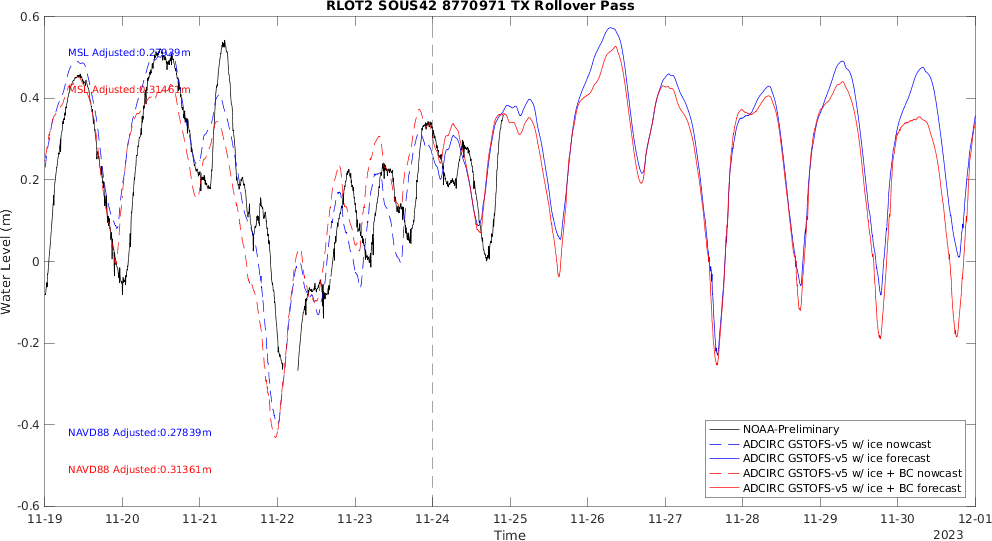 RLOT2 SOUS42 8770971 TX Rollover Pass
0.6
MSL Adjusted:0.27939m
MSL Adjusted:0.31461m
0.4
0.2
0
-0.2
-0.4
-0.6
Water Level (m)
NAVD88 Adjusted:0.27839m
NAVD88 Adjusted:0.31361m
NOAA-Preliminary
ADCIRC GSTOFS-v5 w/ ice nowcast
ADCIRC GSTOFS-v5 w/ ice forecast
ADCIRC GSTOFS-v5 w/ ice + BC nowcast
ADCIRC GSTOFS-v5 w/ ice + BC forecast
11-19 11-20 11-21 11-22 11-23 11-24 11-25 11-26 11-27 11-28 11-29 11-30 12-01
Time
2023